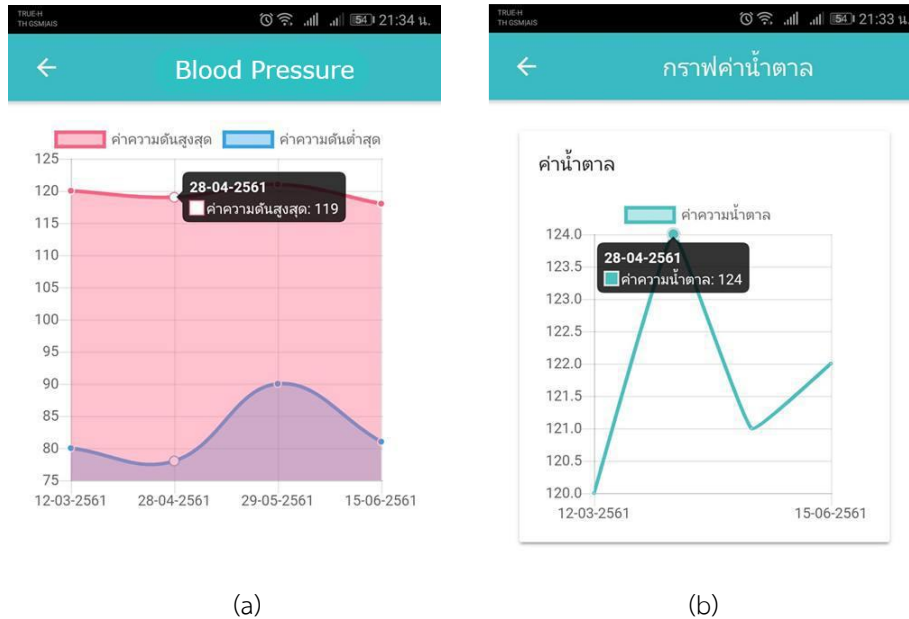 TRUE-H
TH GSM|AIS
54 21:34 น.
Blood Pressure
ค่าความดันสูงสุด ค่าความดันต่ำสุด
125
120
115
110
105
100
95
90
85
80
75
28-04-2561
ค่าความดันสูงสุด: 119
12-03-2561 28-04-2561 29-05-2561 15-06-2561
(a)
TRUE-H
TH GSM|AIS
54 21:33 น.
กราฟค่าน้ำตาล
ค่าน้ำตาล
ค่าความน้ำตาล
124.0
123.5
123.0
122.5
122.0
121.5
121.0
120.5
120.0
28-04-2561
ค่าความน้ำตาล: 124
12-03-2561 15-06-2561
(b)